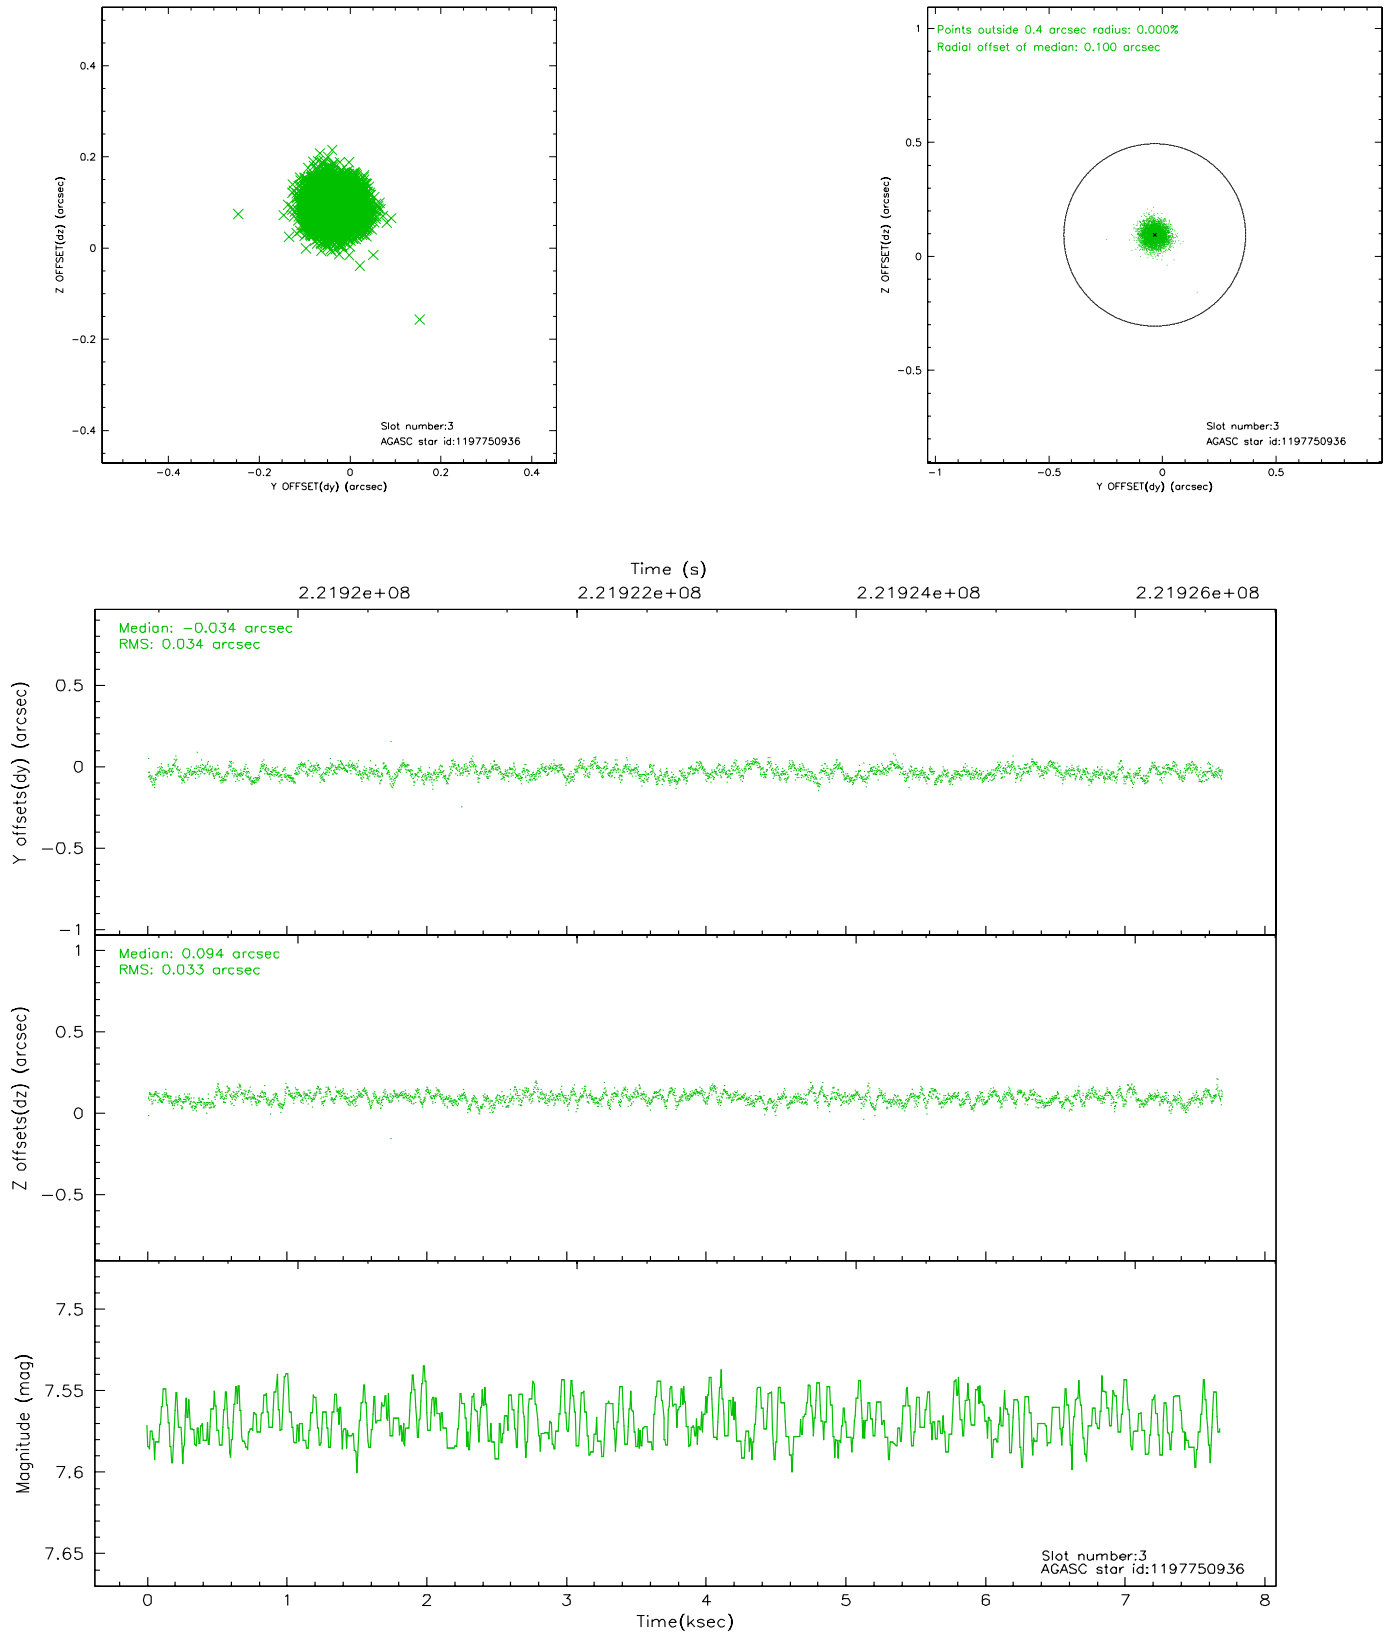 0.4
0.2
0
−0.2
−0.4
Z OFFSET(dz) (arcsec)
Slot number:3
AGASC star id:1197750936
−0.4 −0.2 0 0.2 0.4
Y OFFSET(dy) (arcsec)
Points outside 0.4 arcsec radius: 0.000%
Radial offset of median: 0.100 arcsec
1
0.5
0
−0.5
Z OFFSET(dz) (arcsec)
Slot number:3
AGASC star id:1197750936
−1 −0.5 0 0.5
Y OFFSET(dy) (arcsec)
Time (s)
2.2192e+08 2.21922e+08 2.21924e+08 2.21926e+08
Median: −0.034 arcsec
RMS: 0.034 arcsec
0.5
0
−0.5
−1
Y offsets(dy) (arcsec)
Median: 0.094 arcsec
RMS: 0.033 arcsec
1
0.5
0
−0.5
Z offsets(dz) (arcsec)
7.5
7.55
7.6
7.65
Magnitude (mag)
Slot number:3
AGASC star id:1197750936
0 1 2 3 4 5 6 7 8
Time(ksec)